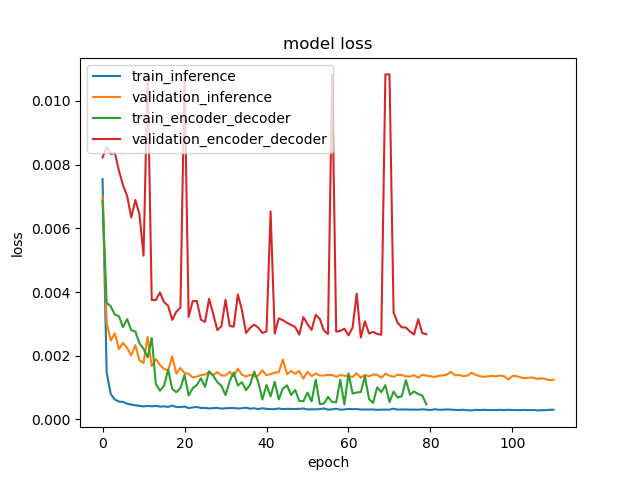 model loss
train_inference
validation_inference
train_encoder_decoder
validation_encoder_decoder
0.010
0.008
0.006
0.004
0.002
0.000
loss
0 20 40 60 80 100
epoch